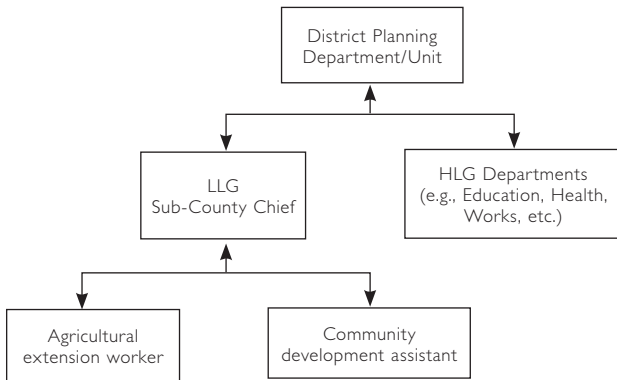 District Planning
Department/Unit
LLG
Sub-County Chief
HLG Departments
(e.g., Education, Health,
Works, etc.)
Agricultural
extension worker
Community
development assistant